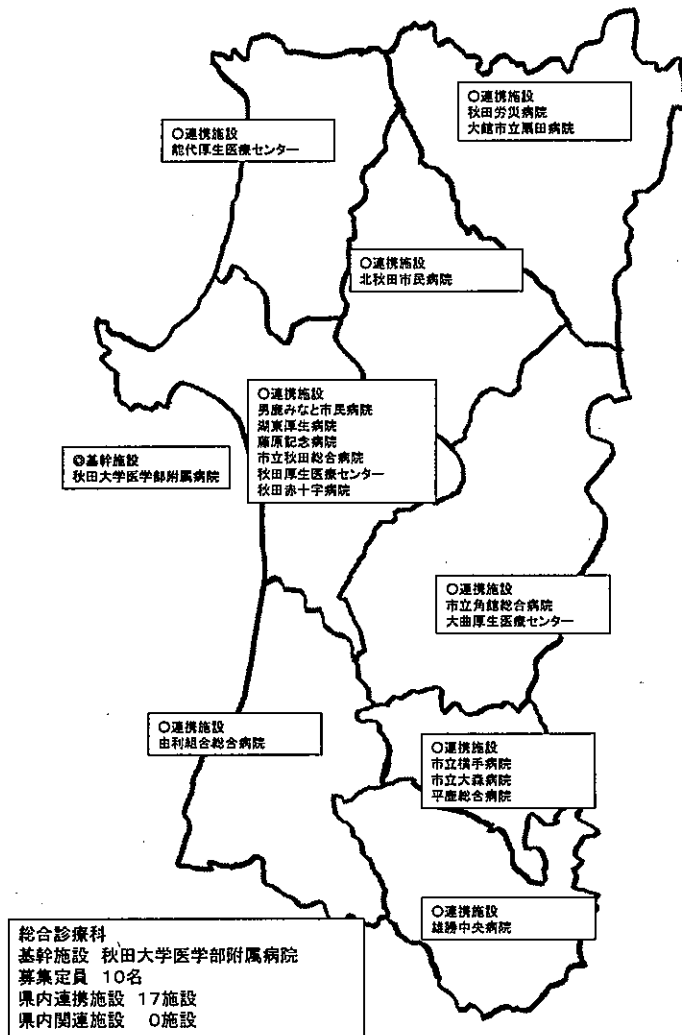 ○連携施設
秋田労災病院
大館市立扇田病院
○連携施設
能代厚生医療センター
○連携施設
北秋田市民病院
○連携施設
男鹿みなと市民病院
湖東厚生病院
藤原記念病院
市立秋田総合病院
秋田厚生医療センター
秋田赤十字病院
◎基幹施設
秋田大学医学部附属病院
○連携施設
市立角館総合病院
大曲厚生医療センター
○連携施設
由利組合総合病院
○連携施設
市立横手病院
市立大森病院
平鹿総合病院
○連携施設
雄勝中央病院
総合診療科
基幹施設 秋田大学医学部附属病院
募集定員 10名
県内連携施設 17施設
県内関連施設 0施設